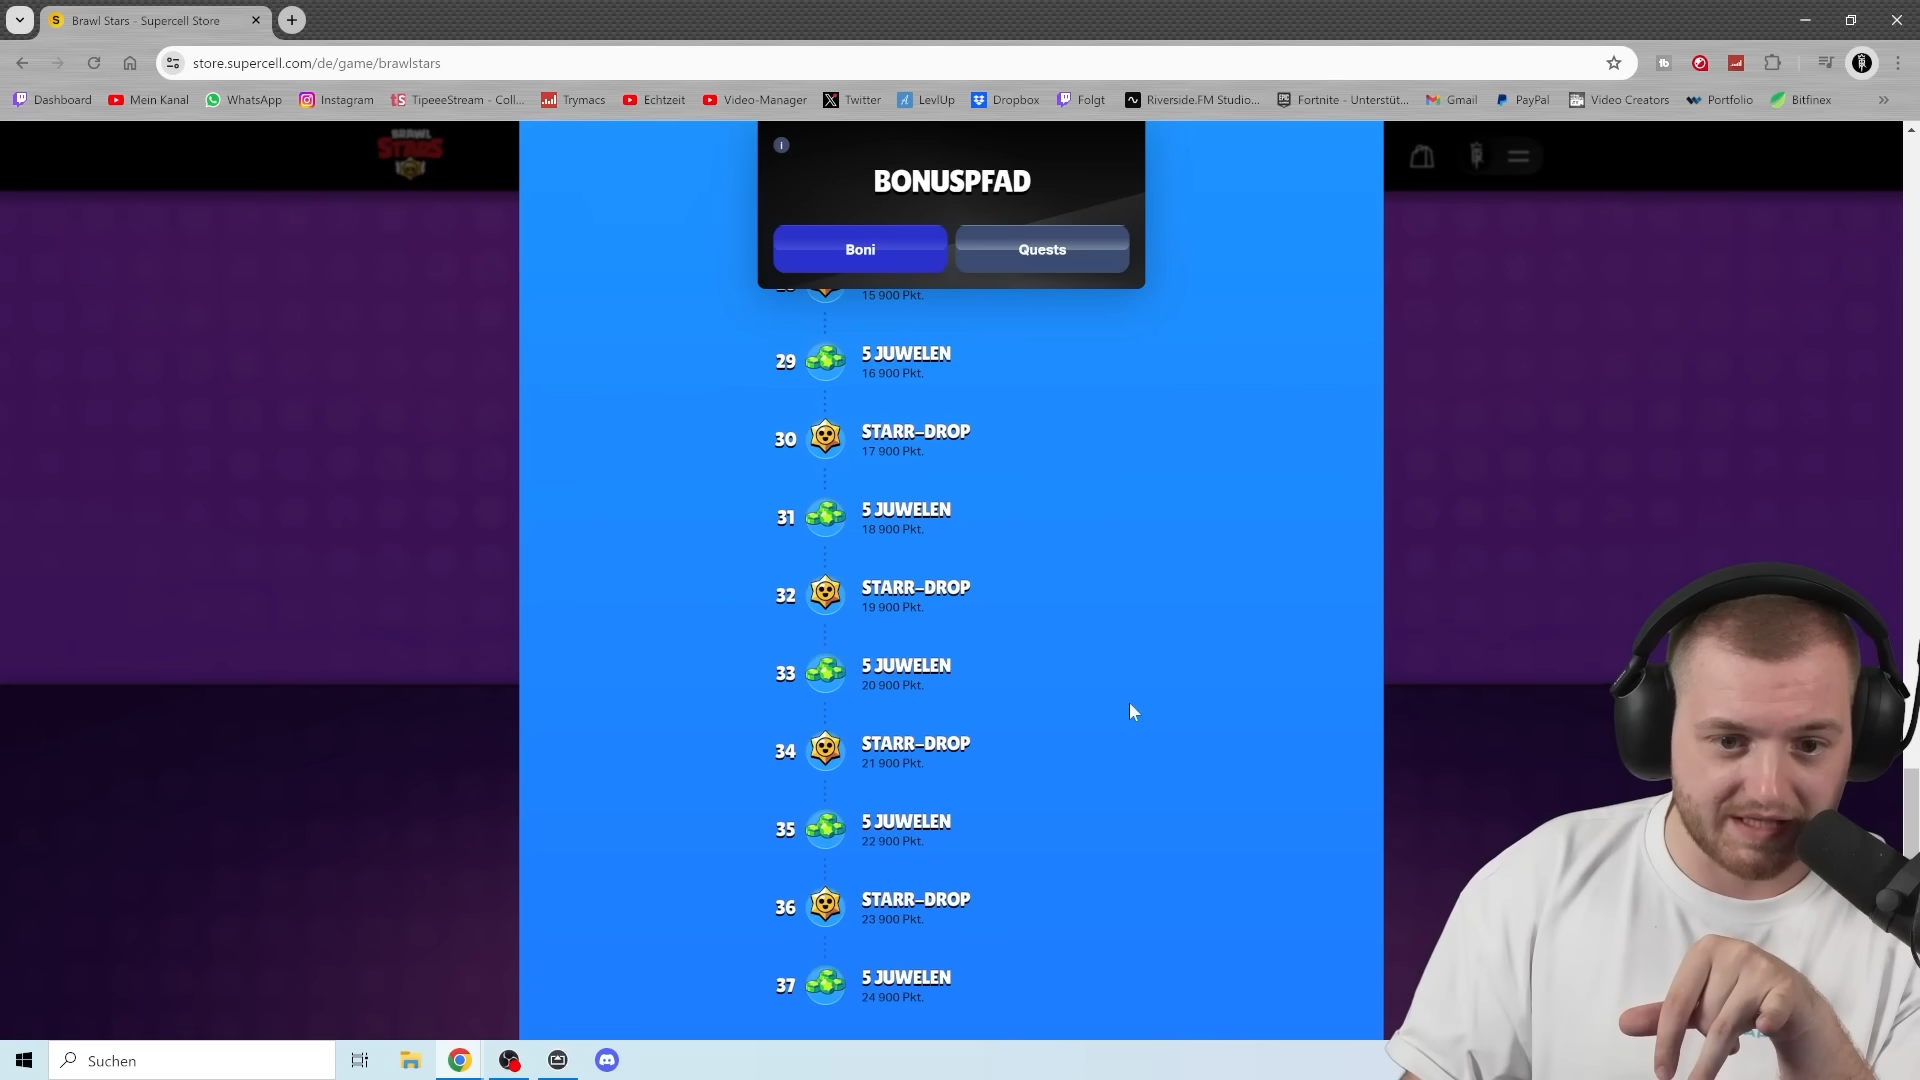 Brawl Stars - Supercell Store
store.supercell.com/de/game/brawlstars
Dashboard
Mein Kanal
WhatsApp
Instagram
TipeeeStream - Coll...
Trymacs
Echtzeit
Video-Manager
Twitter
LevlUp
Dropbox
Folgt
Riverside.FM Studio...
Fortnite - Unterstüt...
Gmail
PayPal
Video Creators
Portfolio
Bitfinex
BRAWL
STARS
BONUSPFAD
Boni
Quests
15 900 Pkt.
29
5 JUWELEN
16 900 Pkt.
30
STARR-DROP
17 900 Pkt.
31
5 JUWELEN
18 900 Pkt.
32
STARR-DROP
19 900 Pkt.
33
5 JUWELEN
20 900 Pkt.
34
STARR-DROP
21 900 Pkt.
35
5 JUWELEN
22 900 Pkt.
36
STARR-DROP
23 900 Pkt.
37
5 JUWELEN
24 900 Pkt.
Suchen